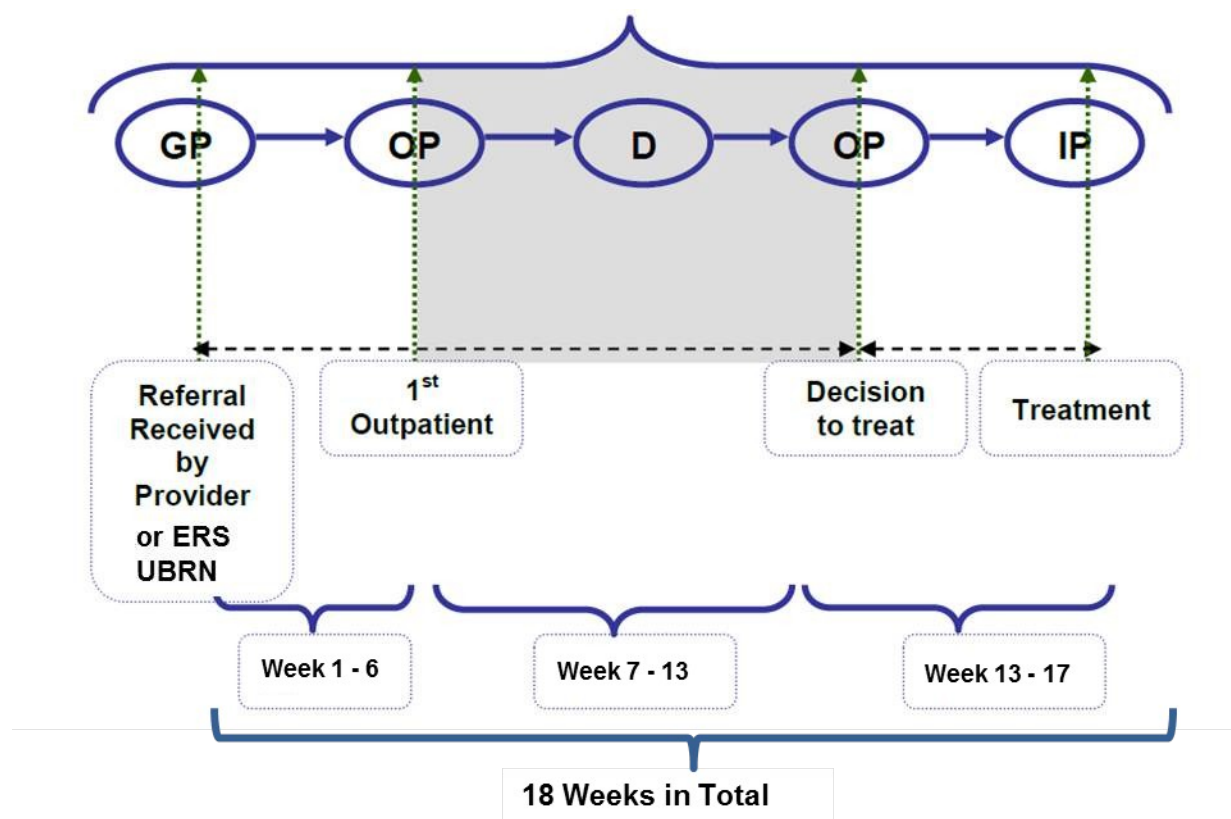 GP
OP
D
OP
IP
Referral
Received
by
Provider
or ERS
UBRN
1st
Outpatient
Decision
to treat
Treatment
Week 1 - 6
Week 7 - 13
Week 13 - 17
18 Weeks in Total